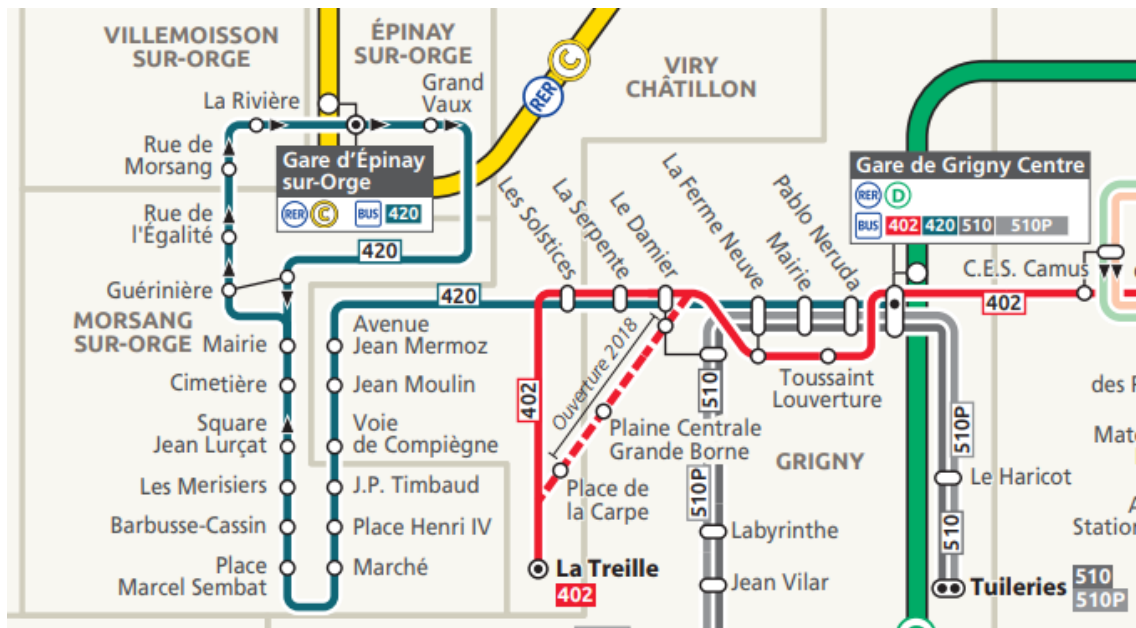 VILLEMOISSON
SUR-ORGE
ÉPINAY
SUR-ORGE
VIRY
CHÂTILLON
La Rivière
Grand
Vaux
RER
C
Rue de
Morsang
Gare d'Épinay
sur-Orge
RER C BUS 420
Rue de
l'Égalité
420
Guérinière
MORSANG
SUR-ORGE
Mairie
Cimetière
Square
Jean Lurçat
Les Merisiers
Barbusse-Cassin
Place
Marcel Sembat
420
Avenue
Jean Mermoz
Jean Moulin
Voie
de Compiègne
J.P. Timbaud
Place Henri IV
Marché
Les Solstices
La Serpente
Le Damier
La Ferme Neuve
Mairie
Pablo Neruda
Gare de Grigny Centre
RER D
BUS 402 420 510 510P
C.E.S. Camus
402
402
Ouverture 2018
Toussaint
Louverture
Plaine Centrale
Grande Borne
Place de
la Carpe
La Treille
402
GRIGNY
510
510P
Labyrinthe
Jean Vilar
510P
Le Haricot
510
Tuileries 510
510P
des
Mat
Station